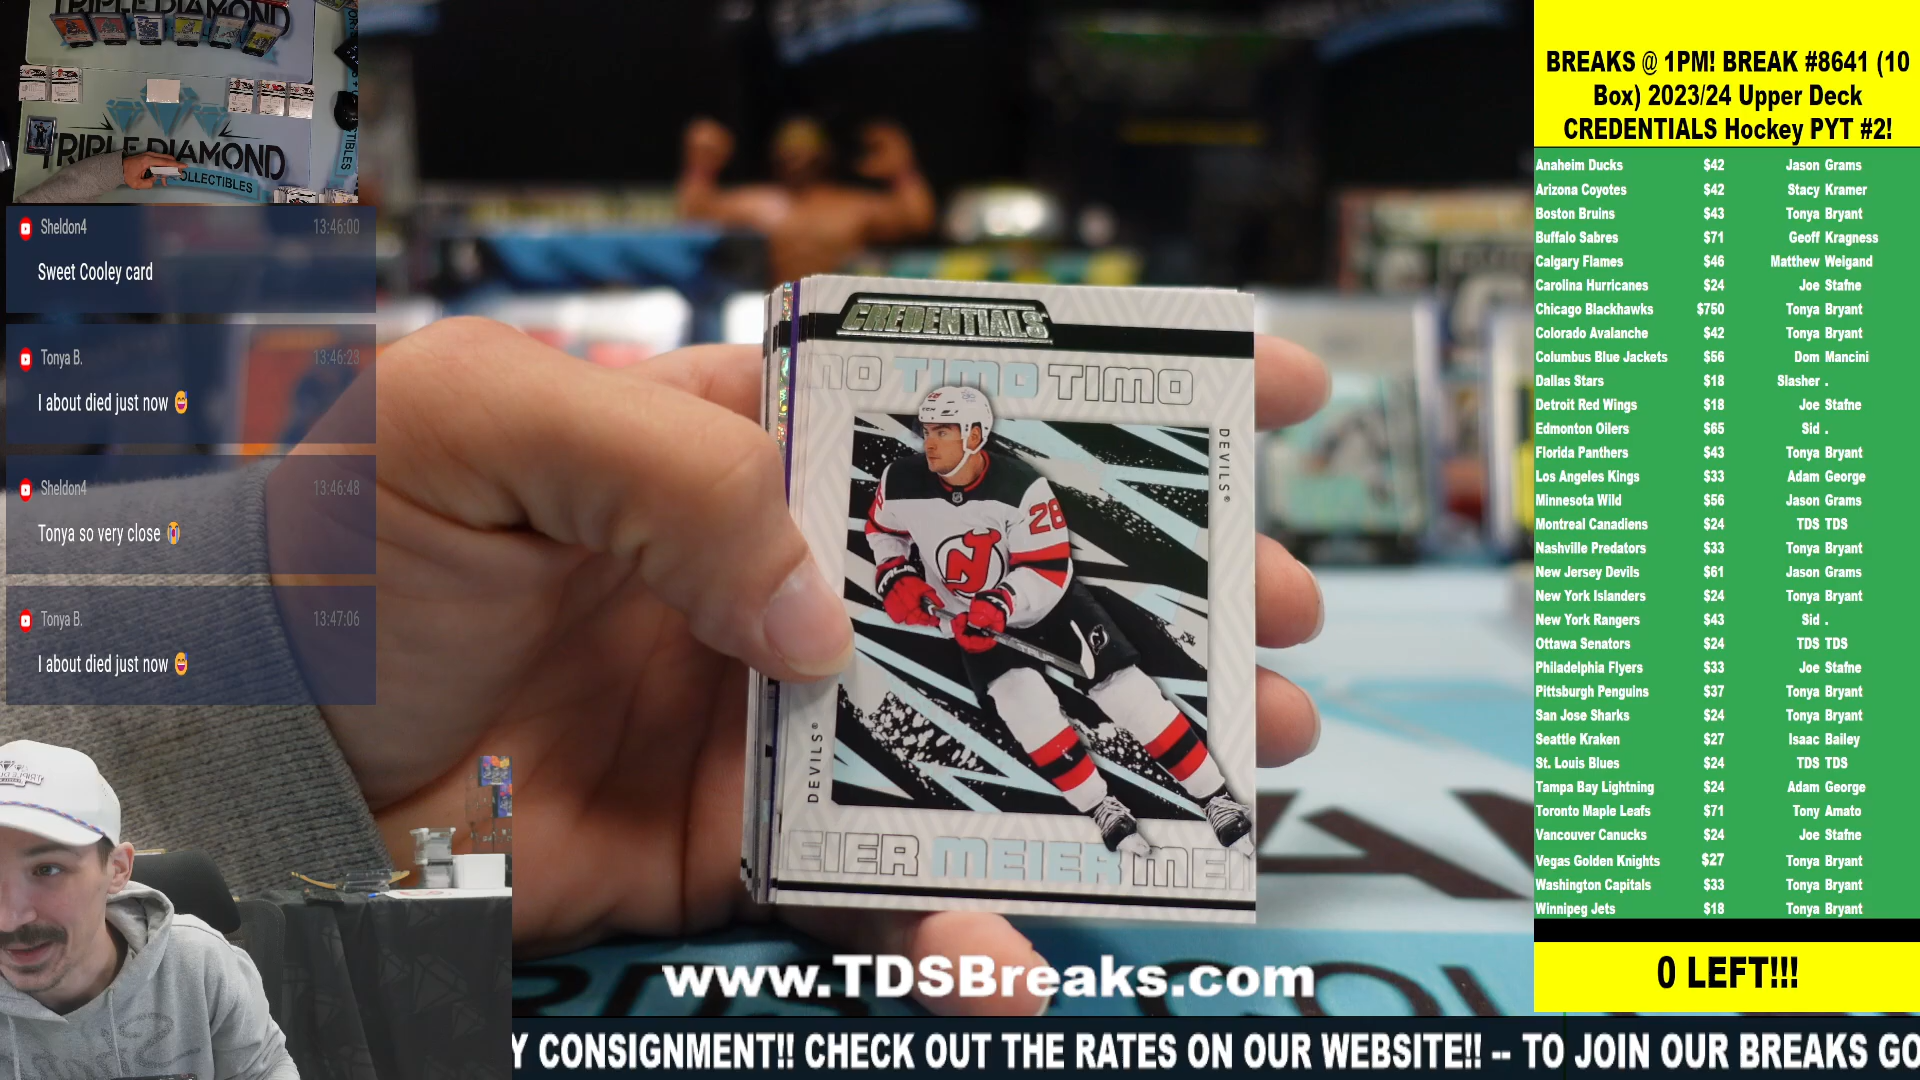 TRIPLE DIAMOND
TRIPLE DIAMOND
COLLECTIBLES
Sheldon4 13:46:00
Sweet Cooley card
Tonya B. 13:46:23
I about died just now 😅
Sheldon4 13:46:48
Tonya so very close 😭
Tonya B. 13:47:06
I about died just now 😅
CREDENTIALS
MO TIMO TIMO
DEVILS
28
DEVILS
EIER MEIER MEI
www.TDSBreaks.com
Y CONSIGNMENT!! CHECK OUT THE RATES ON OUR WEBSITE!! -- TO JOIN OUR BREAKS GO
BREAKS @ 1PM! BREAK #8641 (10
Box) 2023/24 Upper Deck
CREDENTIALS Hockey PYT #2!
Anaheim Ducks $42 Jason Grams
Arizona Coyotes $42 Stacy Kramer
Boston Bruins $43 Tonya Bryant
Buffalo Sabres $71 Geoff Kragness
Calgary Flames $46 Matthew Weigand
Carolina Hurricanes $24 Joe Stafne
Chicago Blackhawks $750 Tonya Bryant
Colorado Avalanche $42 Tonya Bryant
Columbus Blue Jackets $56 Dom Mancini
Dallas Stars $18 Slasher .
Detroit Red Wings $18 Joe Stafne
Edmonton Oilers $65 Sid .
Florida Panthers $43 Tonya Bryant
Los Angeles Kings $33 Adam George
Minnesota Wild $56 Jason Grams
Montreal Canadiens $24 TDS TDS
Nashville Predators $33 Tonya Bryant
New Jersey Devils $61 Jason Grams
New York Islanders $24 Tonya Bryant
New York Rangers $43 Sid .
Ottawa Senators $24 TDS TDS
Philadelphia Flyers $33 Joe Stafne
Pittsburgh Penguins $37 Tonya Bryant
San Jose Sharks $24 Tonya Bryant
Seattle Kraken $27 Isaac Bailey
St. Louis Blues $24 TDS TDS
Tampa Bay Lightning $24 Adam George
Toronto Maple Leafs $71 Tony Amato
Vancouver Canucks $24 Joe Stafne
Vegas Golden Knights $27 Tonya Bryant
Washington Capitals $33 Tonya Bryant
Winnipeg Jets $18 Tonya Bryant
0 LEFT!!!